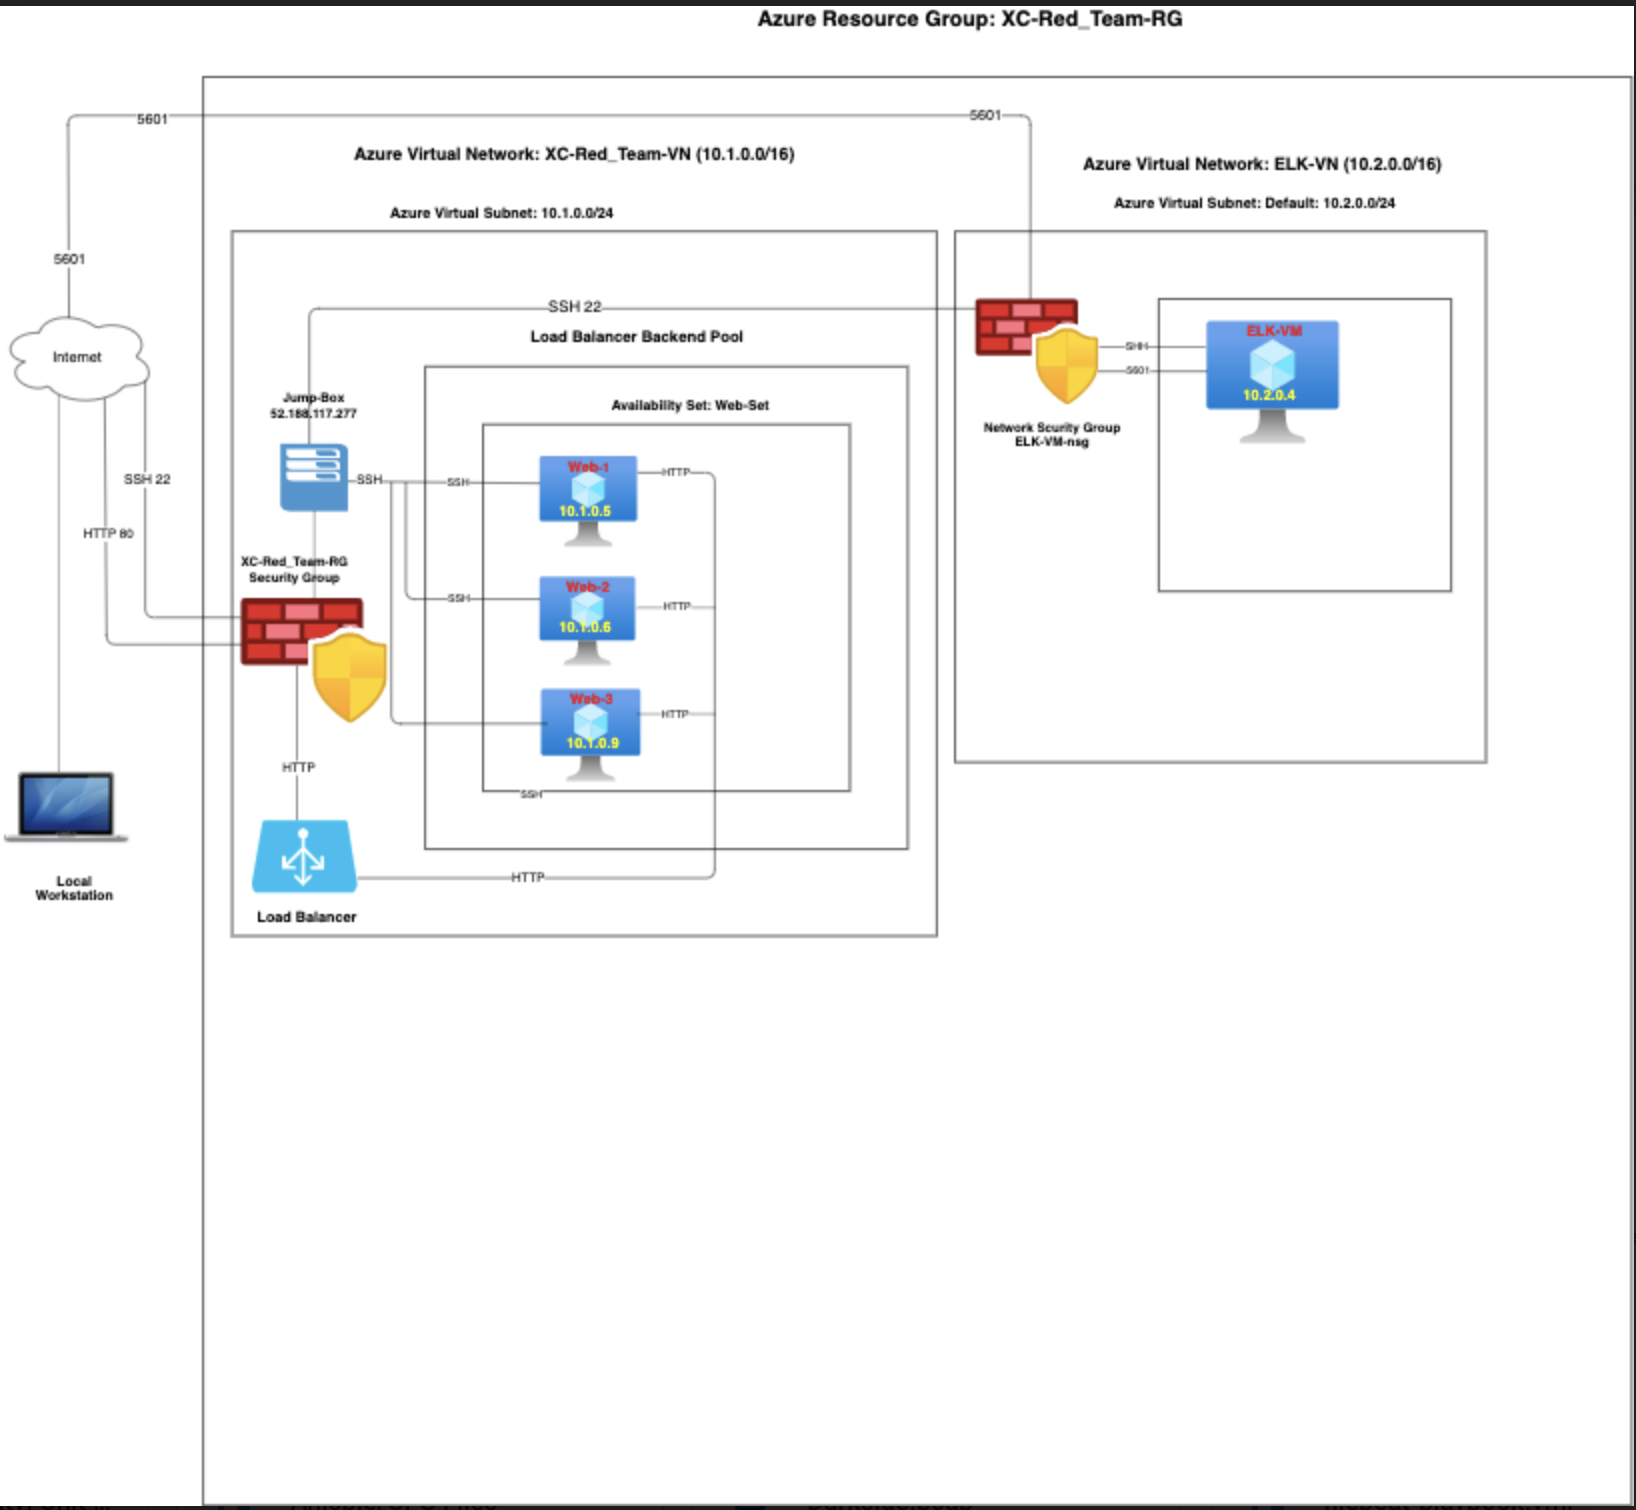 Azure Resource Group: XC-Red_Team-RG
5601
5601
Azure Virtual Network: XC-Red_Team-VN (10.1.0.0/16)
Azure Virtual Network: ELK-VN (10.2.0.0/16)
Azure Virtual Subnet: 10.1.0.0/24
Azure Virtual Subnet: Default: 10.2.0.0/24
5601
SSH 22
Load Balancer Backend Pool
Internet
ELK-VM
10.2.0.4
SHH
5601
Jump-Box
52.188.117.277
Availability Set: Web-Set
Network Scurity Group
ELK-VM-nsg
SSH 22
SSH
SSH
Web-1
10.1.0.5
HTTP
HTTP 80
XC-Red_Team-RG
Security Group
SSH
Web-2
10.1.0.6
HTTP
Web-3
10.1.0.9
HTTP
HTTP
SSH
HTTP
Local
Workstation
Load Balancer